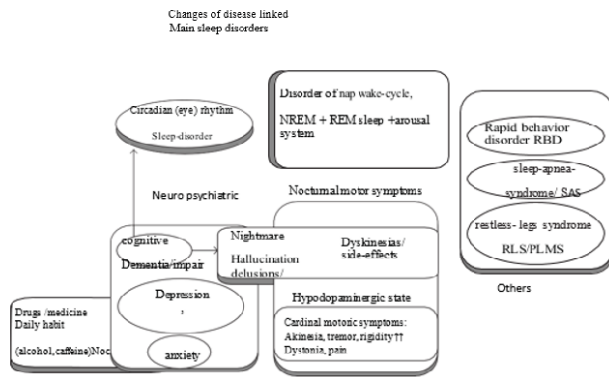 Changes of disease linked
Main sleep disorders
Circadian (eye) rhythm
Sleep-disorder
Disorder of nap wake-cycle,
NREM + REM sleep +arousal
system
Rapid behavior
disorder RBD
sleep-apnea-
syndrome/ SAS
restless- legs syndrome
RLS/PLMS
Others
Neuro psychiatric
Nocturnal motor symptoms
cognitive
Dementia/impair
Nightmare
Hallucination
delusions/
Dyskinesias/
side-effects
Depression
,
anxiety
Hypodopaminergic state
Cardinal motoric symptoms:
Akinesia, tremor, rigidity↑↑
Dystonia, pain
Drugs /medicine
Daily habit
(alcohol, caffeine)Noc